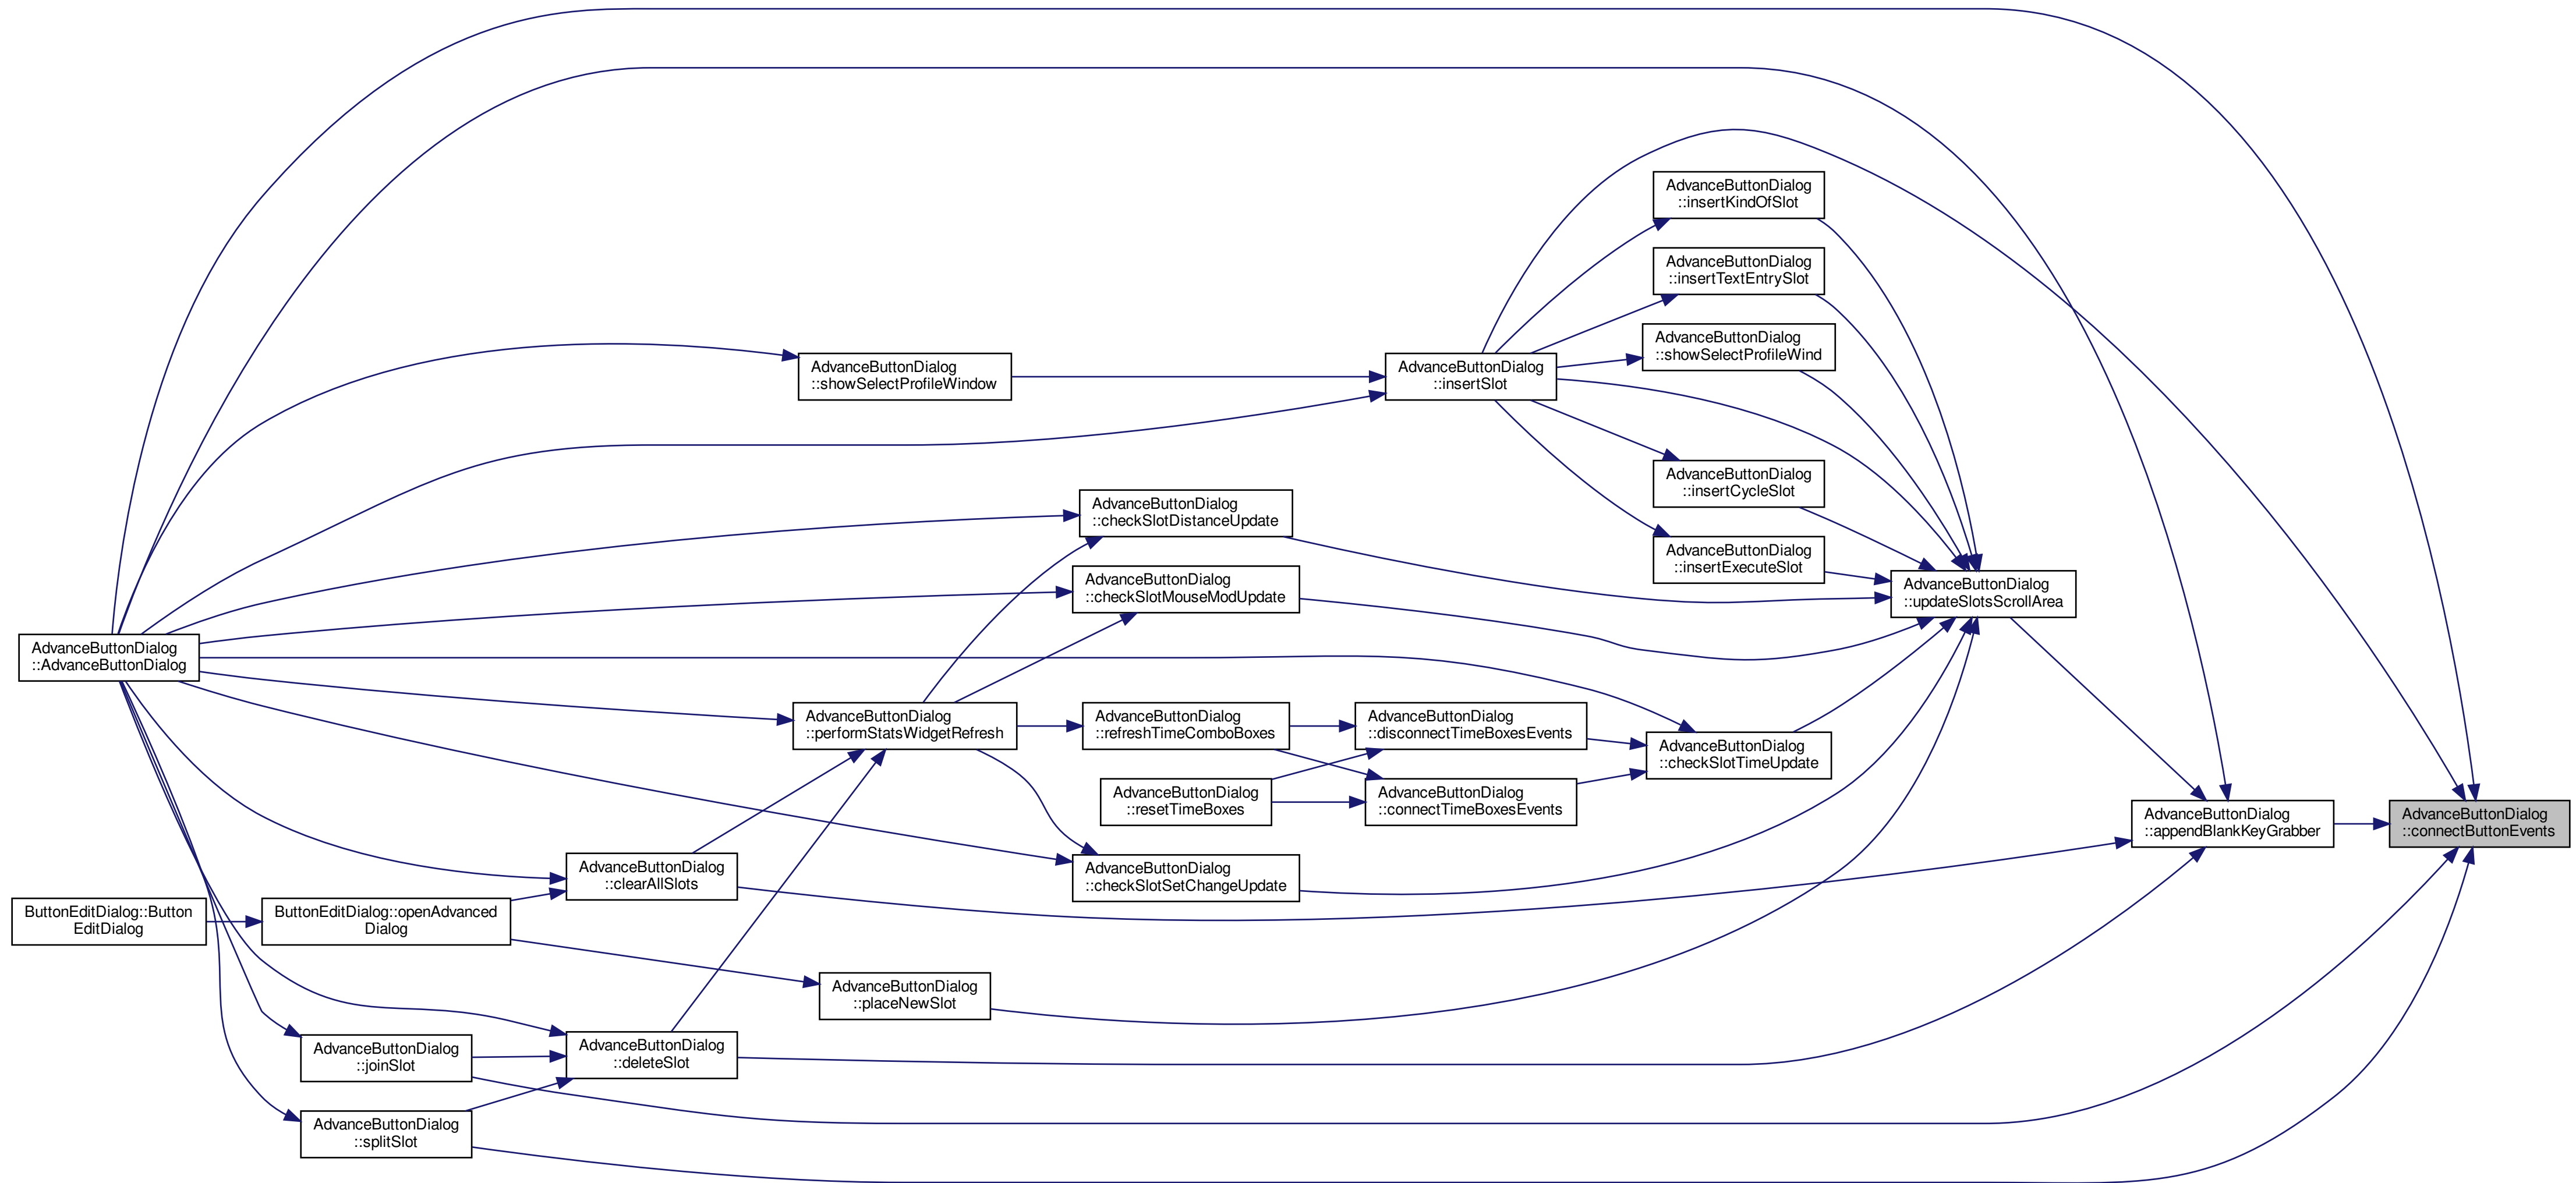 AdvanceButtonDialog
::insertKindOfSlot
AdvanceButtonDialog
::insertTextEntrySlot
AdvanceButtonDialog
::showSelectProfileWind
AdvanceButtonDialog
::showSelectProfileWindow
AdvanceButtonDialog
::insertSlot
AdvanceButtonDialog
::insertCycleSlot
AdvanceButtonDialog
::checkSlotDistanceUpdate
AdvanceButtonDialog
::insertExecuteSlot
AdvanceButtonDialog
::checkSlotMouseModUpdate
AdvanceButtonDialog
::updateSlotsScrollArea
AdvanceButtonDialog
::AdvanceButtonDialog
AdvanceButtonDialog
::performStatsWidgetRefresh
AdvanceButtonDialog
::refreshTimeComboBoxes
AdvanceButtonDialog
::disconnectTimeBoxesEvents
AdvanceButtonDialog
::checkSlotTimeUpdate
AdvanceButtonDialog
::resetTimeBoxes
AdvanceButtonDialog
::connectTimeBoxesEvents
AdvanceButtonDialog
::appendBlankKeyGrabber
AdvanceButtonDialog
::connectButtonEvents
AdvanceButtonDialog
::clearAllSlots
AdvanceButtonDialog
::checkSlotSetChangeUpdate
ButtonEditDialog::Button
EditDialog
ButtonEditDialog::openAdvanced
Dialog
AdvanceButtonDialog
::placeNewSlot
AdvanceButtonDialog
::joinSlot
AdvanceButtonDialog
::deleteSlot
AdvanceButtonDialog
::splitSlot